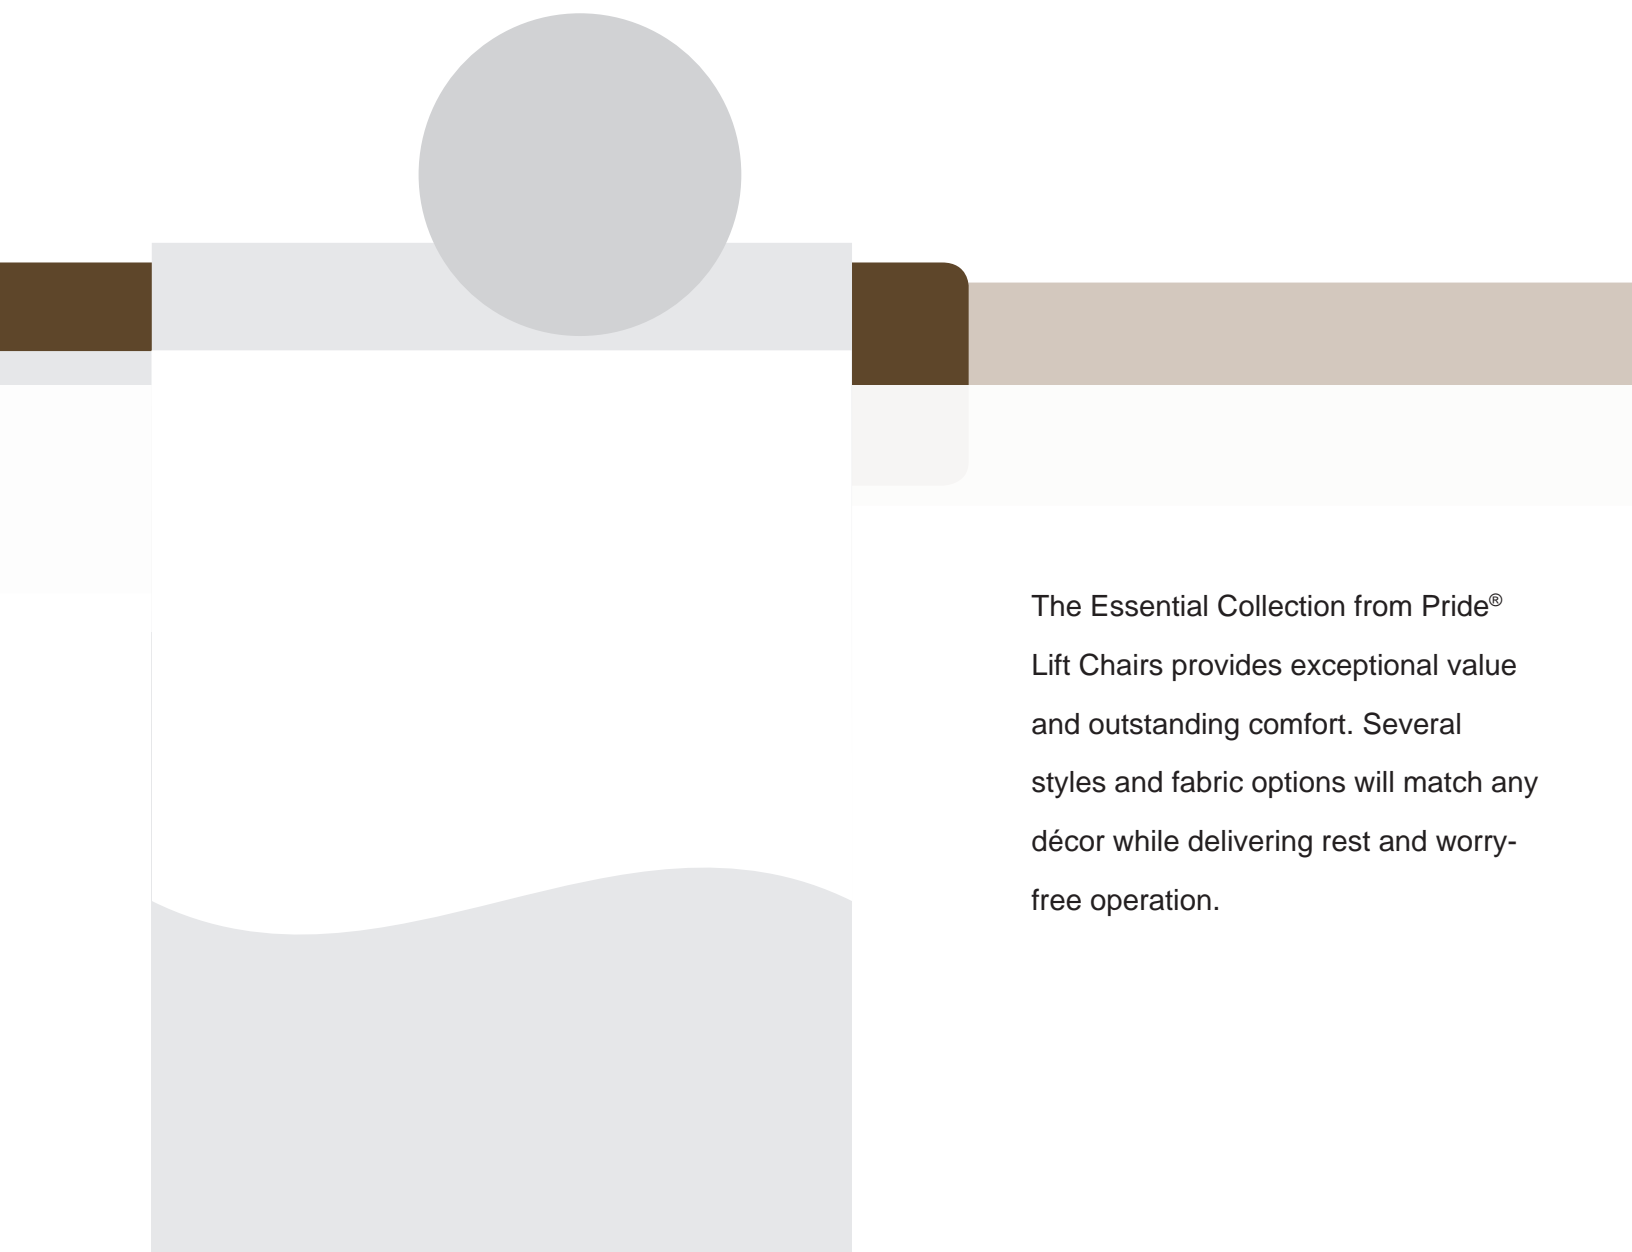 The Essential Collection from Pride®
Lift Chairs provides exceptional value
and outstanding comfort. Several
styles and fabric options will match any
décor while delivering rest and worry-
free operation.